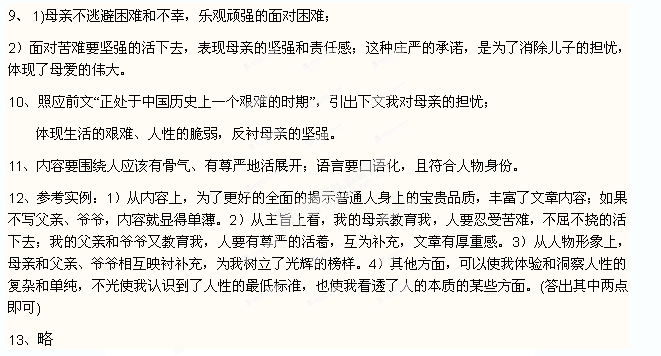 9、 1)母亲不逃避困难和不幸，乐观顽强的面对困难；
2）面对苦难要坚强的活下去，表现母亲的坚强和责任感；这种庄严的承诺，是为了消除儿子的担忧，
体现了母爱的伟大。
10、照应前文“正处于中国历史上一个艰难的时期”，引出下文我对母亲的担忧；
体现生活的艰难、人性的脆弱，反衬母亲的坚强。
11、内容要围绕人应该有骨气、有尊严地活展开；语言要口语化，且符合人物身份。
12、参考实例：1）从内容上，为了更好的全面的揭示普通人身上的宝贵品质，丰富了文章内容；如果
不写父亲、爷爷，内容就显得单薄。2）从主旨上看，我的母亲教育我，人要忍受苦难，不屈不挠的活
下去；我的父亲和爷爷又教育我，人要有尊严的活着，互为补充，文章有厚重感。3）从人物形象上，
母亲和父亲、爷爷相互映衬补充，为我树立了光辉的榜样。4）其他方面，可以使我体验和洞察人性的
复杂和单纯，不光使我认识到了人性的最低标准，也使我看透了人的本质的某些方面。(答出其中两点
即可)
13、略